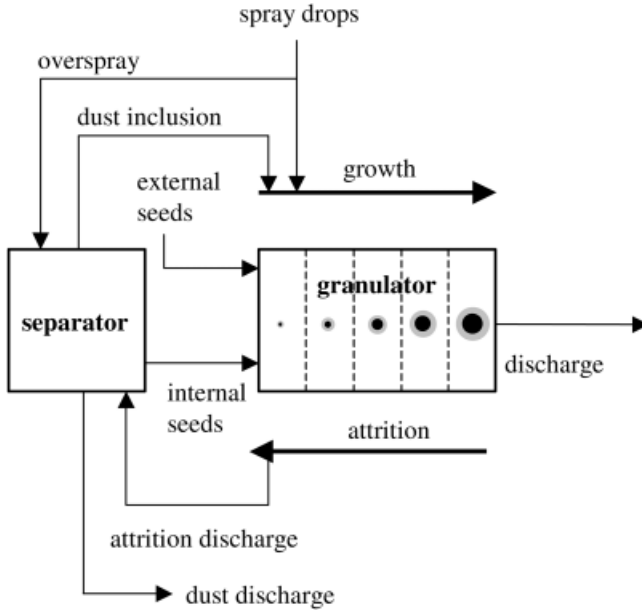 spray drops
overspray
dust inclusion
growth
external
seeds
granulator
separator
discharge
internal
seeds
attrition
attrition discharge
dust discharge